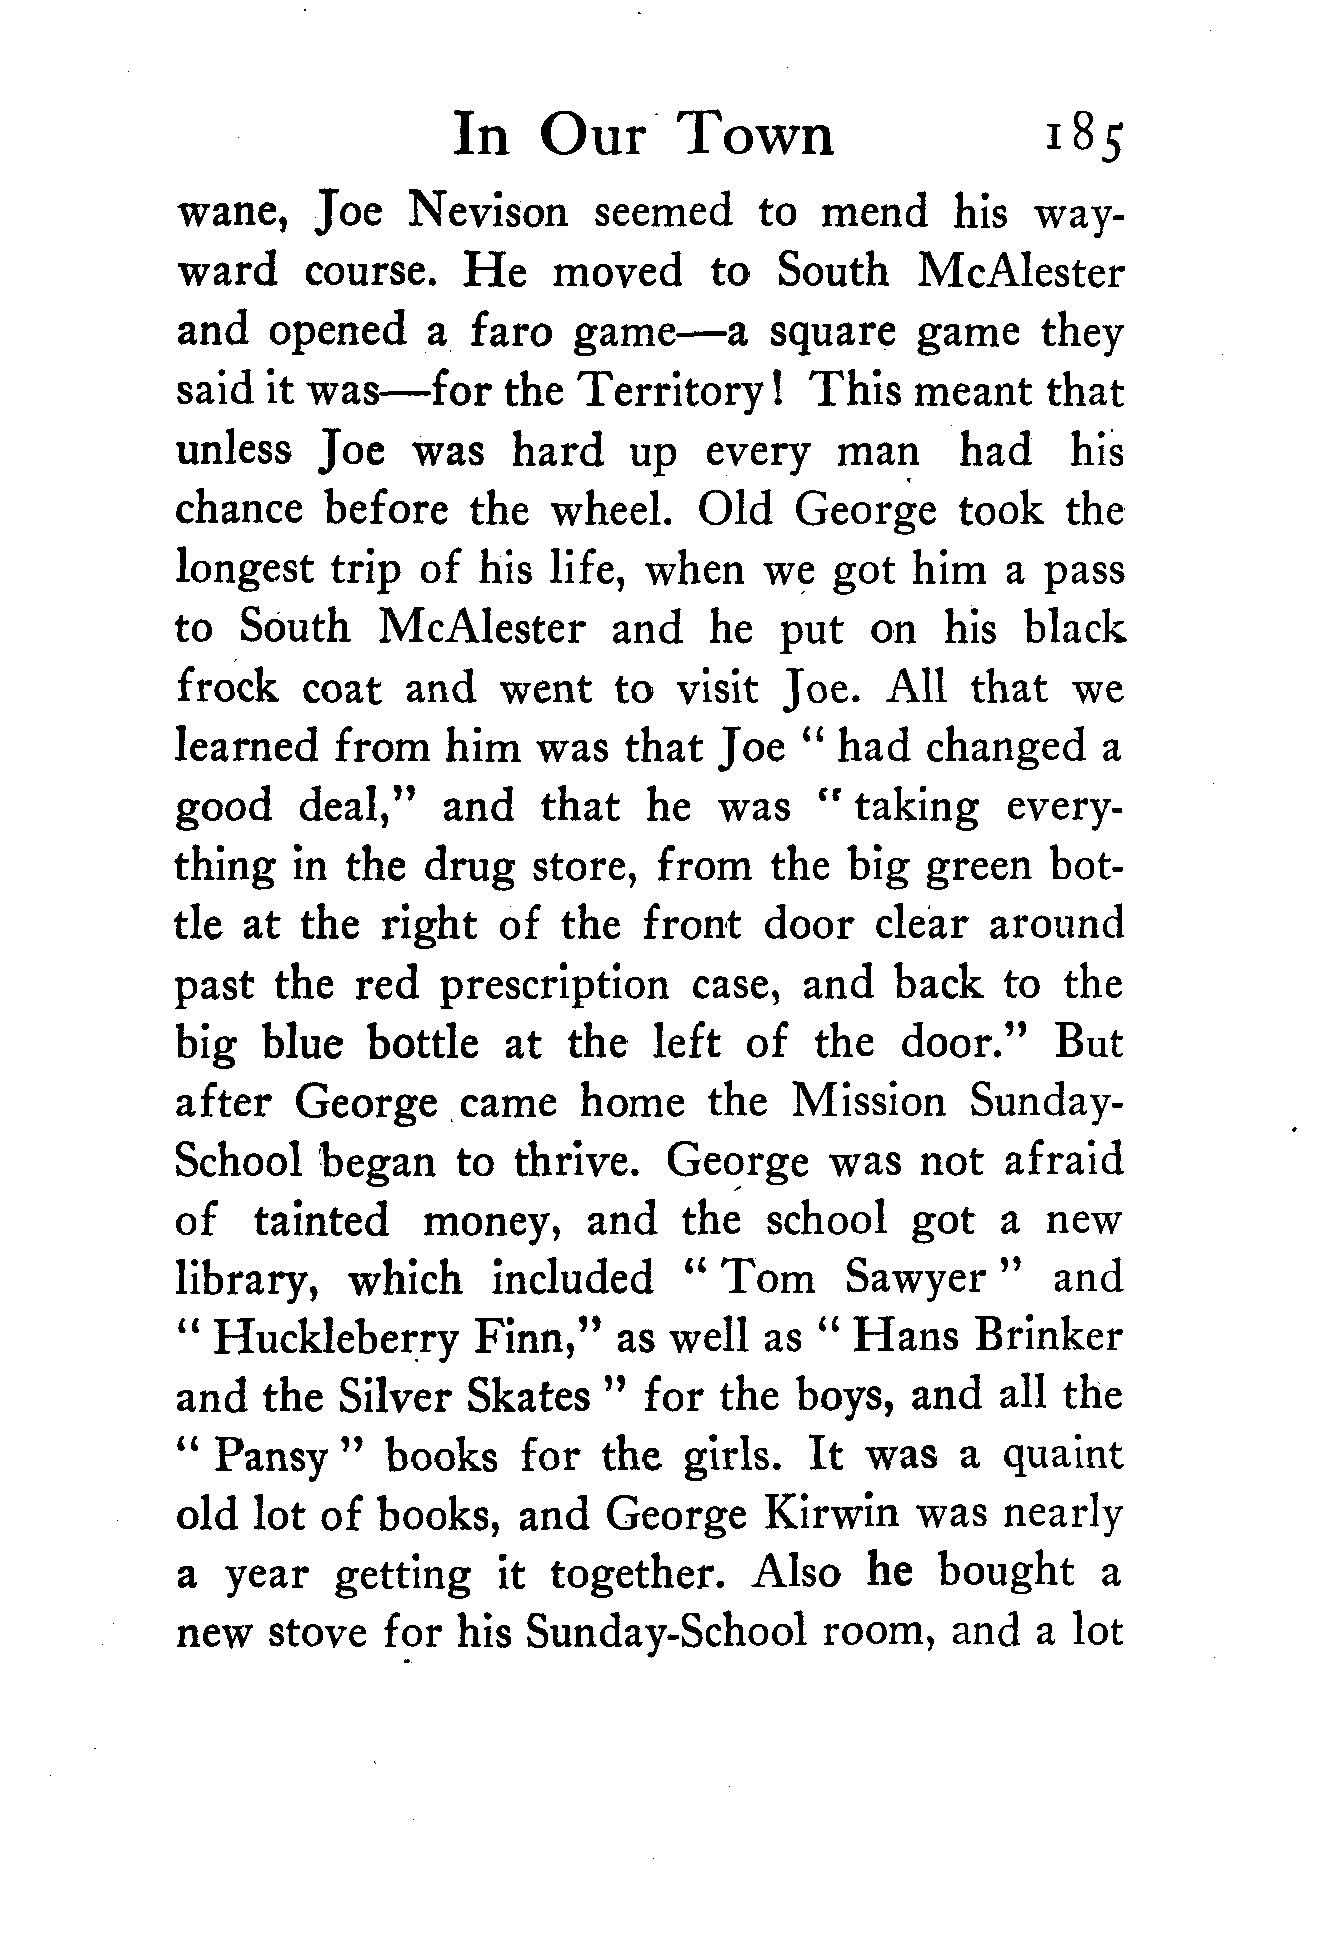 In Our Town 185
wane, Joe Nevison seemed to mend his way-
ward course. He moved to South McAlester
and opened a faro game—a square game they
said it was—for the Territory! This meant that
unless Joe was hard up every man had his
chance before the wheel. Old George took the
longest trip of his life, when we got him a pass
to South McAlester and he put on his black
frock coat and went to visit Joe. All that we
learned from him was that Joe " had changed a
good deal," and that he was " taking every-
thing in the drug store, from the big green bot-
tle at the right of the front door clear around
past the red prescription case, and back to the
big blue bottle at the left of the door." But
after George came home the Mission Sunday-
School began to thrive. George was not afraid
of tainted money, and the school got a new
library, which included " Tom Sawyer " and
" Huckleberry Finn," as well as " Hans Brinker
and the Silver Skates " for the boys, and all the
" Pansy " books for the girls. It was a quaint
old lot of books, and George Kirwin was nearly
a year getting it together. Also he bought a
new stove for his Sunday-School room, and a lot